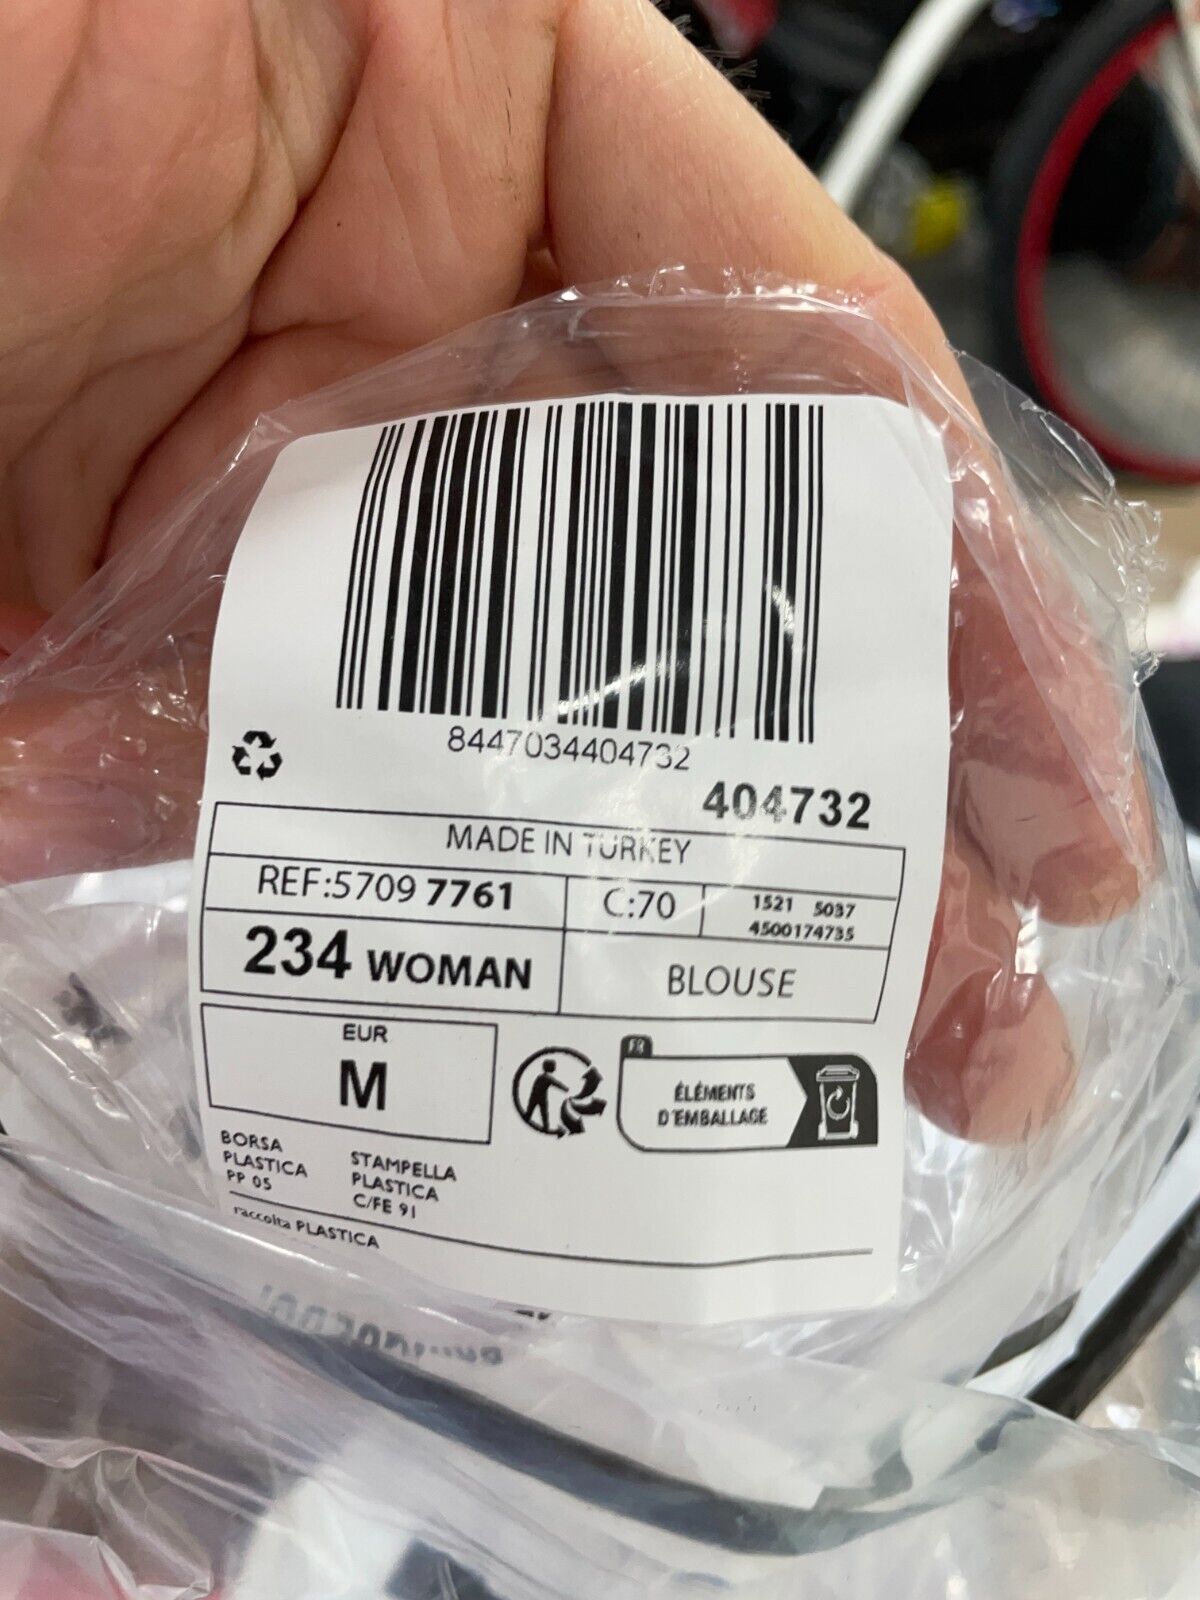 8447034404732
404732
MADE IN TURKEY
REF:5709 7761
C:70
1521 5037
4500174735
234 WOMAN
BLOUSE
EUR
M
FR
ÉLÉMENTS
D'EMBALLAGE
BORSA
PLASTICA
PP 05
STAMPELLA
PLASTICA
C/FE 91
raccolta PLASTICA